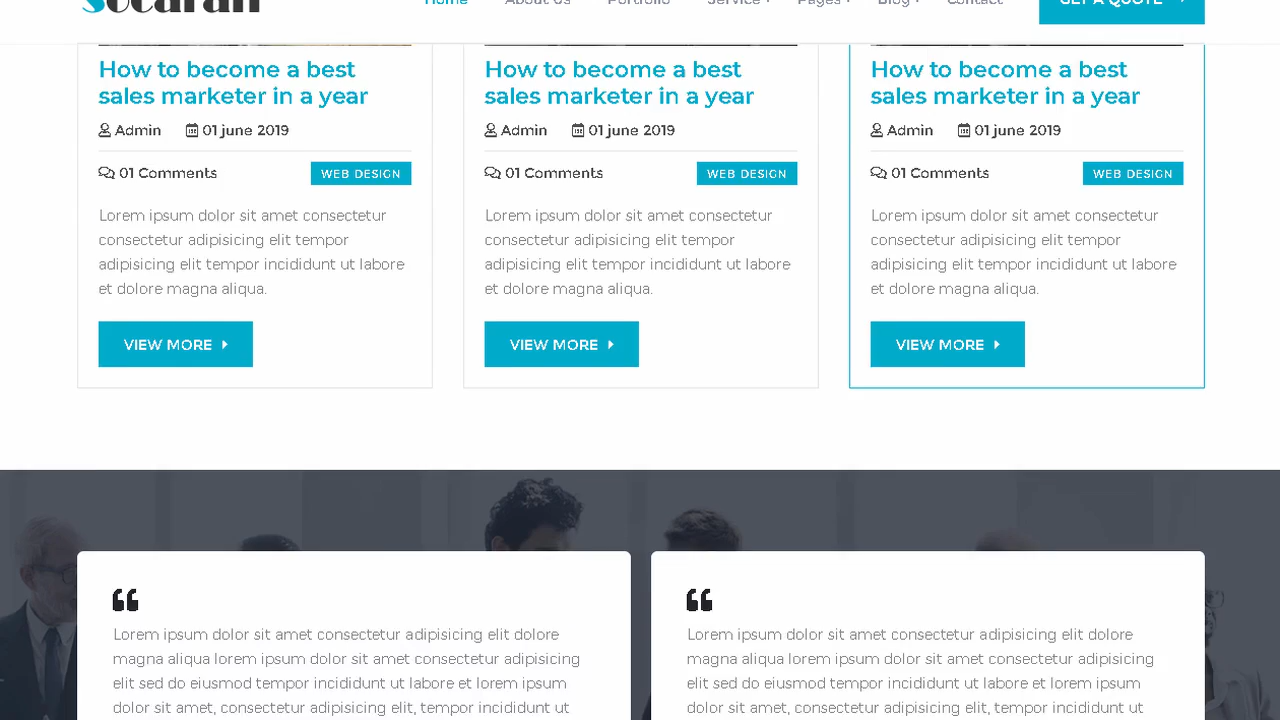 Socaran
Home About Us Portfolio Service Pages Blog Contact GET A QUOTE
How to become a best
sales marketer in a year
Admin 01 june 2019
01 Comments WEB DESIGN
Lorem ipsum dolor sit amet consectetur
consectetur adipisicing elit tempor
adipisicing elit tempor incididunt ut labore
et dolore magna aliqua.
VIEW MORE
How to become a best
sales marketer in a year
Admin 01 june 2019
01 Comments WEB DESIGN
Lorem ipsum dolor sit amet consectetur
consectetur adipisicing elit tempor
adipisicing elit tempor incididunt ut labore
et dolore magna aliqua.
VIEW MORE
How to become a best
sales marketer in a year
Admin 01 june 2019
01 Comments WEB DESIGN
Lorem ipsum dolor sit amet consectetur
consectetur adipisicing elit tempor
adipisicing elit tempor incididunt ut labore
et dolore magna aliqua.
VIEW MORE
Lorem ipsum dolor sit amet consectetur adipisicing elit dolore
magna aliqua lorem ipsum dolor sit amet consectetur adipisicing
elit sed do eiusmod tempor incididunt ut labore et lorem ipsum
dolor sit amet, consectetur adipiscing elit, tempor incididunt ut
Lorem ipsum dolor sit amet consectetur adipisicing elit dolore
magna aliqua lorem ipsum dolor sit amet consectetur adipisicing
elit sed do eiusmod tempor incididunt ut labore et lorem ipsum
dolor sit amet, consectetur adipiscing elit, tempor incididunt ut